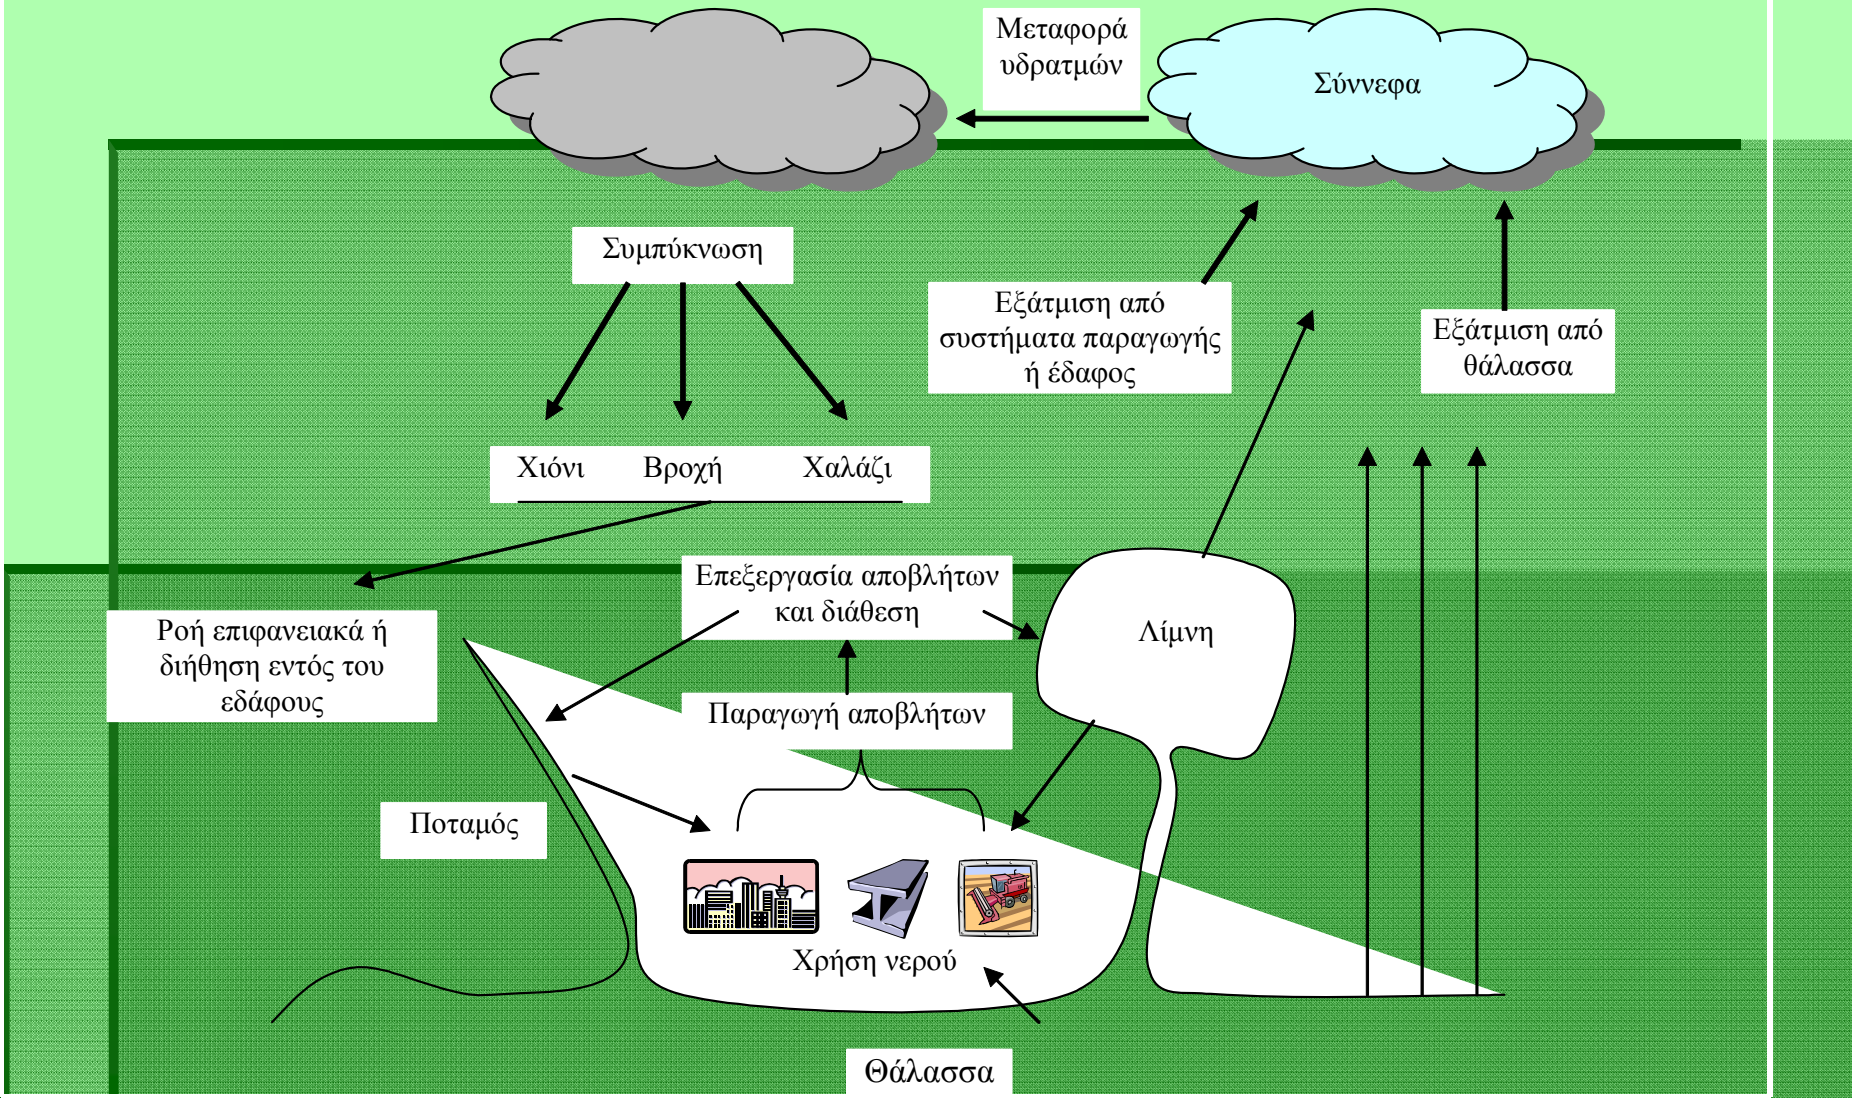 Μεταφορά
υδρατμών
Σύννεφα
Συμπύκνωση
Εξάτμιση από
συστήματα παραγωγής
ή έδαφος
Εξάτμιση από
θάλασσα
Χιόνι Βροχή Χαλάζι
Επεξεργασία αποβλήτων
και διάθεση
Λίμνη
Ροή επιφανειακά ή
διήθηση εντός του
εδάφους
Παραγωγή αποβλήτων
Ποταμός
Χρήση νερού
Θάλασσα